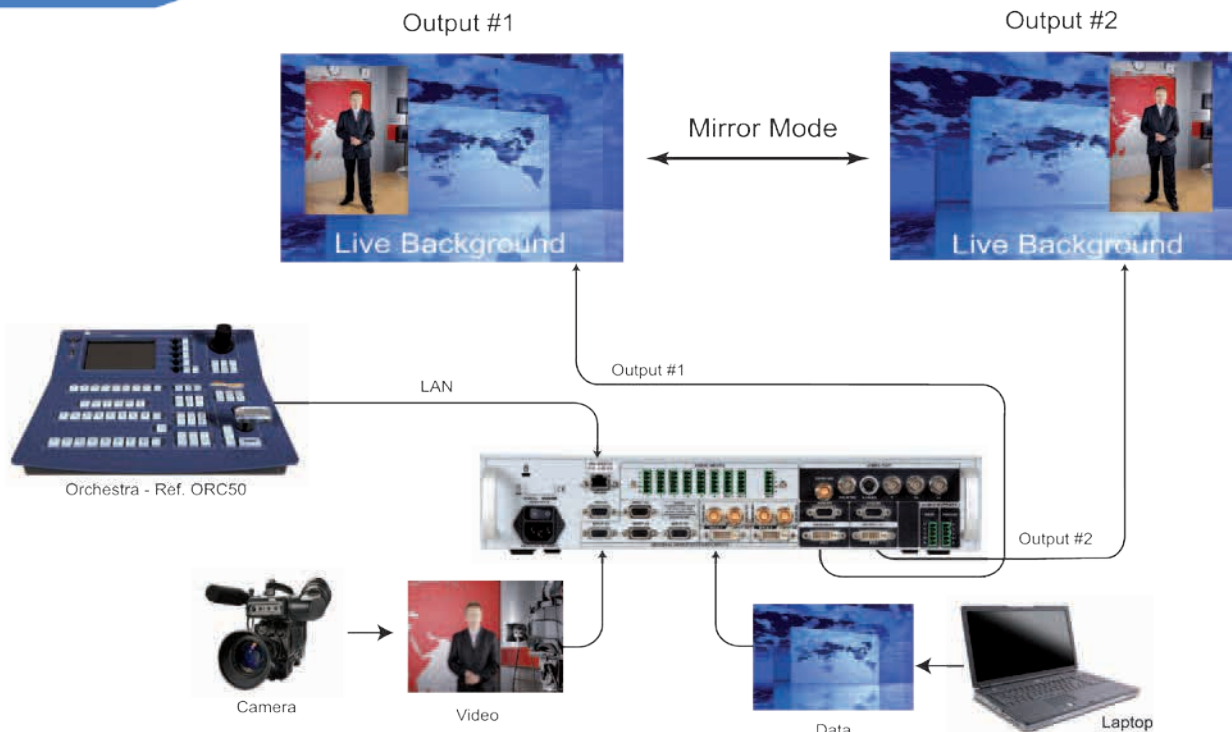 Output #1
Output #2
Mirror Mode
Live Background
Live Background
Output #1
LAN
Orchestra - Ref. ORC50
Output #2
Camera
Video
Data
Laptop